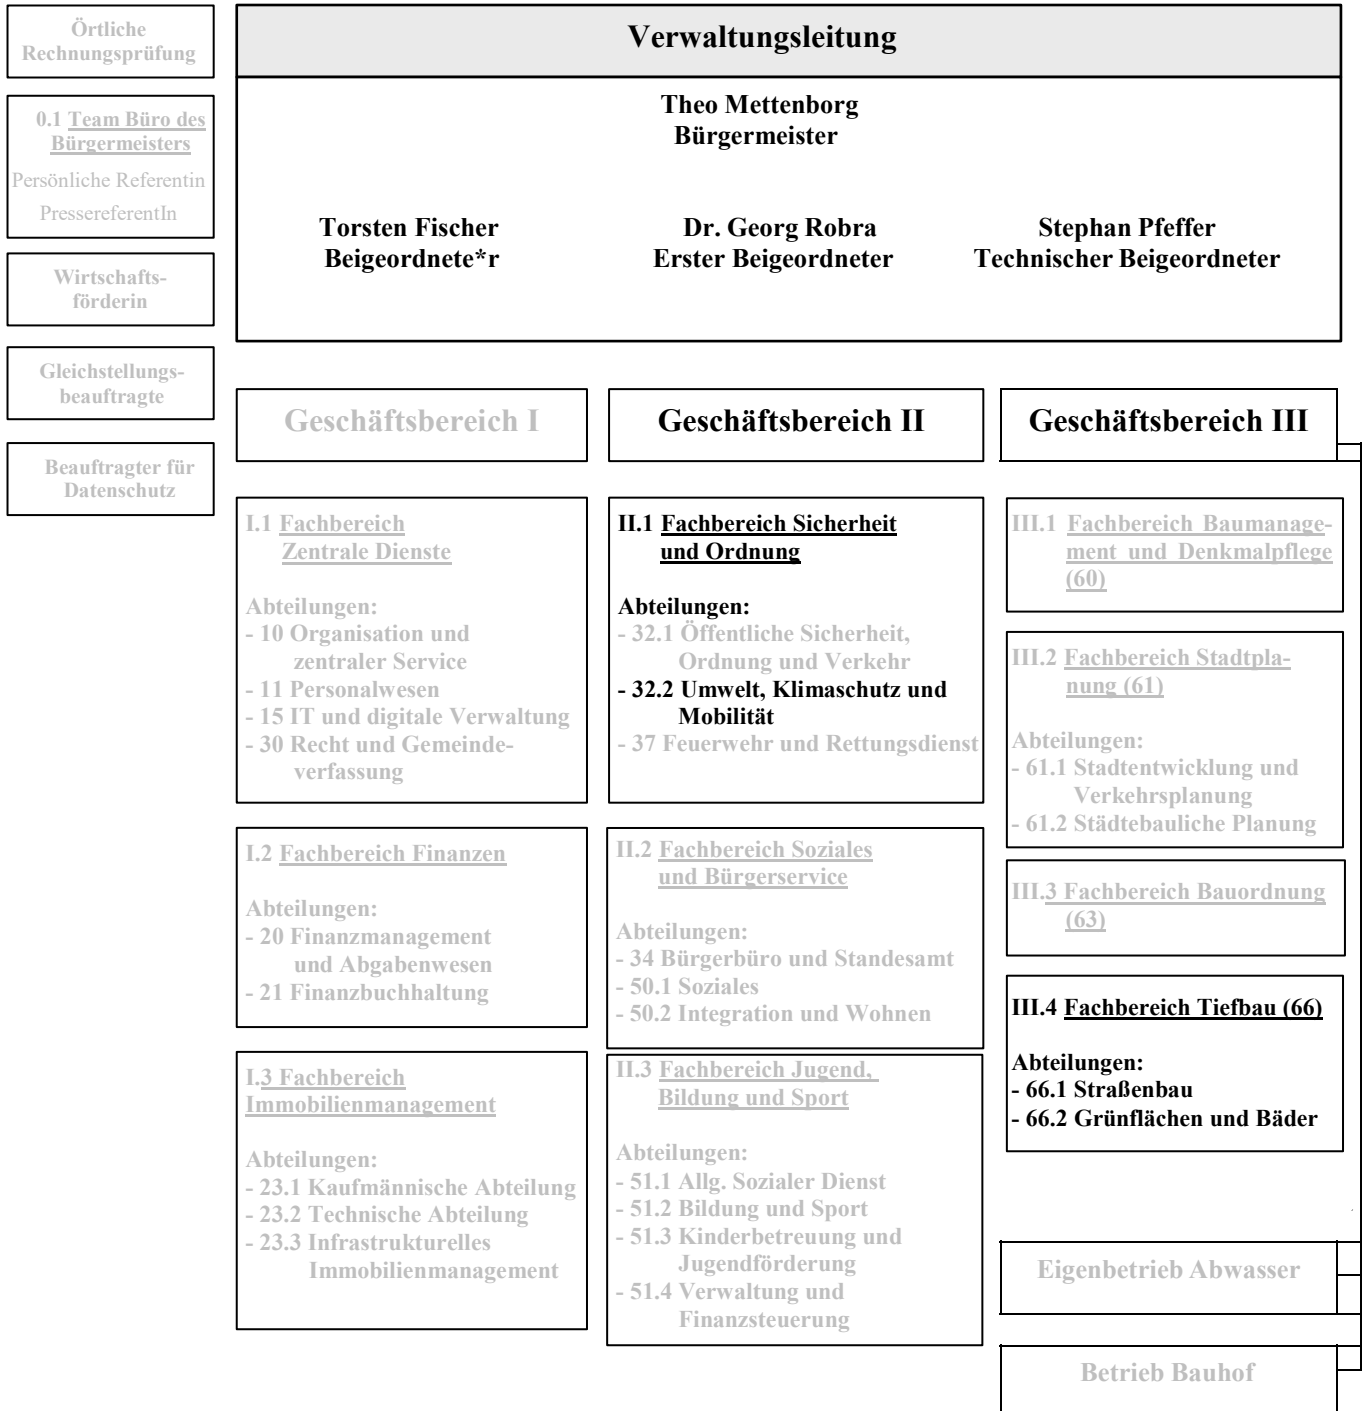 Örtliche
Rechnungsprüfung
0.1 Team Büro des
Bürgermeisters
Persönliche Referentin
PressereferentIn
Wirtschafts-
förderin
Gleichstellungs-
beauftragte
Beauftragter für
Datenschutz
Verwaltungsleitung
Theo Mettenborg
Bürgermeister
Torsten Fischer
Beigeordnete*r
Dr. Georg Robra
Erster Beigeordneter
Stephan Pfeffer
Technischer Beigeordneter
Geschäftsbereich I
I.1 Fachbereich
Zentrale Dienste
Abteilungen:
- 10 Organisation und
zentraler Service
- 11 Personalwesen
- 15 IT und digitale Verwaltung
- 30 Recht und Gemeinde-
verfassung
I.2 Fachbereich Finanzen
Abteilungen:
- 20 Finanzmanagement
und Abgabenwesen
- 21 Finanzbuchhaltung
I.3 Fachbereich
Immobilienmanagement
Abteilungen:
- 23.1 Kaufmännische Abteilung
- 23.2 Technische Abteilung
- 23.3 Infrastrukturelles
Immobilienmanagement
Geschäftsbereich II
II.1 Fachbereich Sicherheit
und Ordnung
Abteilungen:
- 32.1 Öffentliche Sicherheit,
Ordnung und Verkehr
- 32.2 Umwelt, Klimaschutz und
Mobilität
- 37 Feuerwehr und Rettungsdienst
II.2 Fachbereich Soziales
und Bürgerservice
Abteilungen:
- 34 Bürgerbüro und Standesamt
- 50.1 Soziales
- 50.2 Integration und Wohnen
II.3 Fachbereich Jugend,
Bildung und Sport
Abteilungen:
- 51.1 Allg. Sozialer Dienst
- 51.2 Bildung und Sport
- 51.3 Kinderbetreuung und
Jugendförderung
- 51.4 Verwaltung und
Finanzsteuerung
Geschäftsbereich III
III.1 Fachbereich Baumanage-
ment und Denkmalpflege
(60)
III.2 Fachbereich Stadtpla-
nung (61)
Abteilungen:
- 61.1 Stadtentwicklung und
Verkehrsplanung
- 61.2 Städtebauliche Planung
III.3 Fachbereich Bauordnung
(63)
III.4 Fachbereich Tiefbau (66)
Abteilungen:
- 66.1 Straßenbau
- 66.2 Grünflächen und Bäder
Eigenbetrieb Abwasser
Betrieb Bauhof